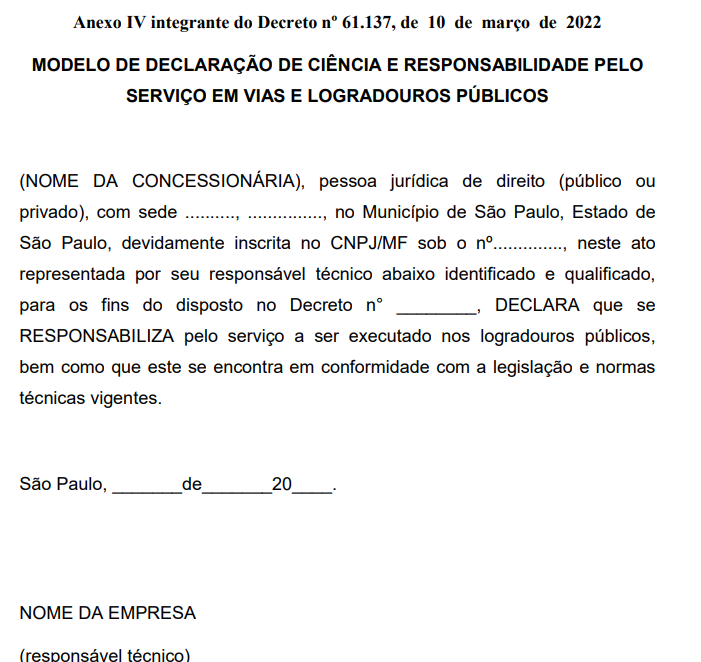 Anexo IV integrante do Decreto nº 61.137, de 10 de março de 2022
MODELO DE DECLARAÇÃO DE CIÊNCIA E RESPONSABILIDADE PELO
SERVIÇO EM VIAS E LOGRADOUROS PÚBLICOS
(NOME DA CONCESSIONÁRIA), pessoa jurídica de direito (público ou
privado), com sede .........., ..............., no Município de São Paulo, Estado de
São Paulo, devidamente inscrita no CNPJ/MF sob o nº.............., neste ato
representada por seu responsável técnico abaixo identificado e qualificado,
para os fins do disposto no Decreto n° ________, DECLARA que se
RESPONSABILIZA pelo serviço a ser executado nos logradouros públicos,
bem como que este se encontra em conformidade com a legislação e normas
técnicas vigentes.
São Paulo, _______de_______20____.
NOME DA EMPRESA
(responsável técnico)